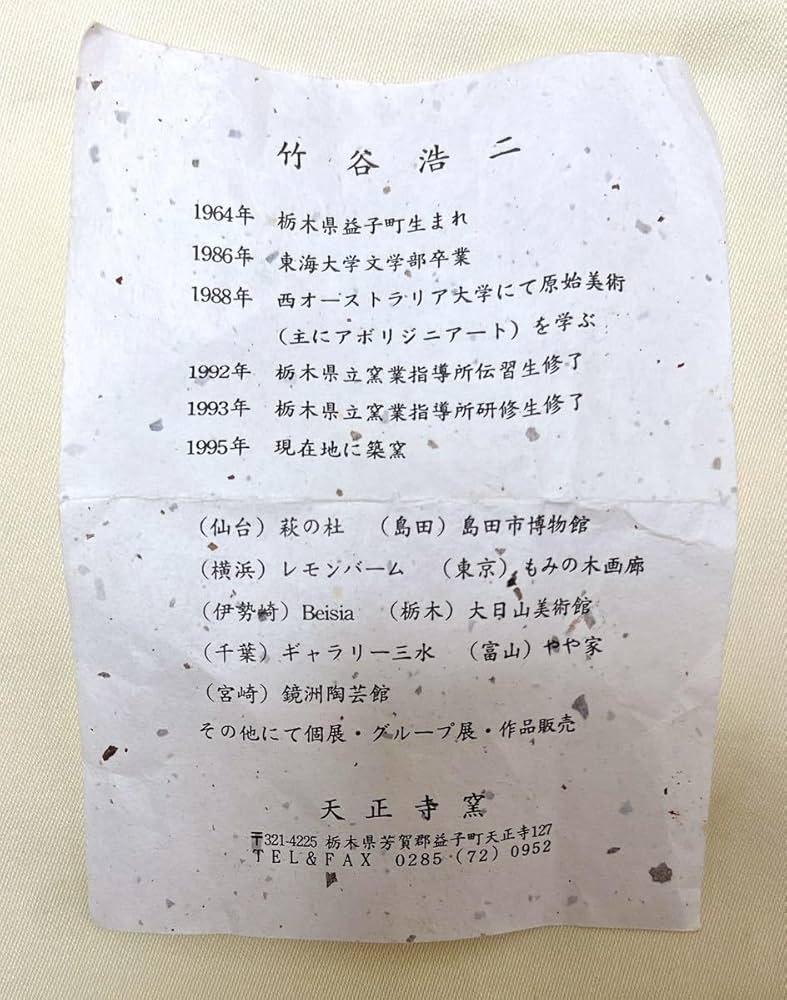 竹谷浩二
1964年 栃木県益子町生まれ
1986年 東海大学文学部卒業
1988年 西オーストラリア大学にて原始美術
（主にアボリジニアート）を学ぶ
1992年 栃木県立窯業指導所伝習生修了
1993年 栃木県立窯業指導所研修生修了
1995年 現在地に築窯
（仙台）萩の杜 （島田）島田市博物館
（横浜）レモンバーム （東京）もみの木画廊
（伊勢崎）Beisia （栃木）大日山美術館
（千葉）ギャラリー三水 （富山）やや家
（宮崎）鏡洲陶芸館
その他にて個展・グループ展・作品販売
天正寺窯
〒321-4225 栃木県芳賀郡益子町天正寺127
TEL&FAX 0285（72）0952